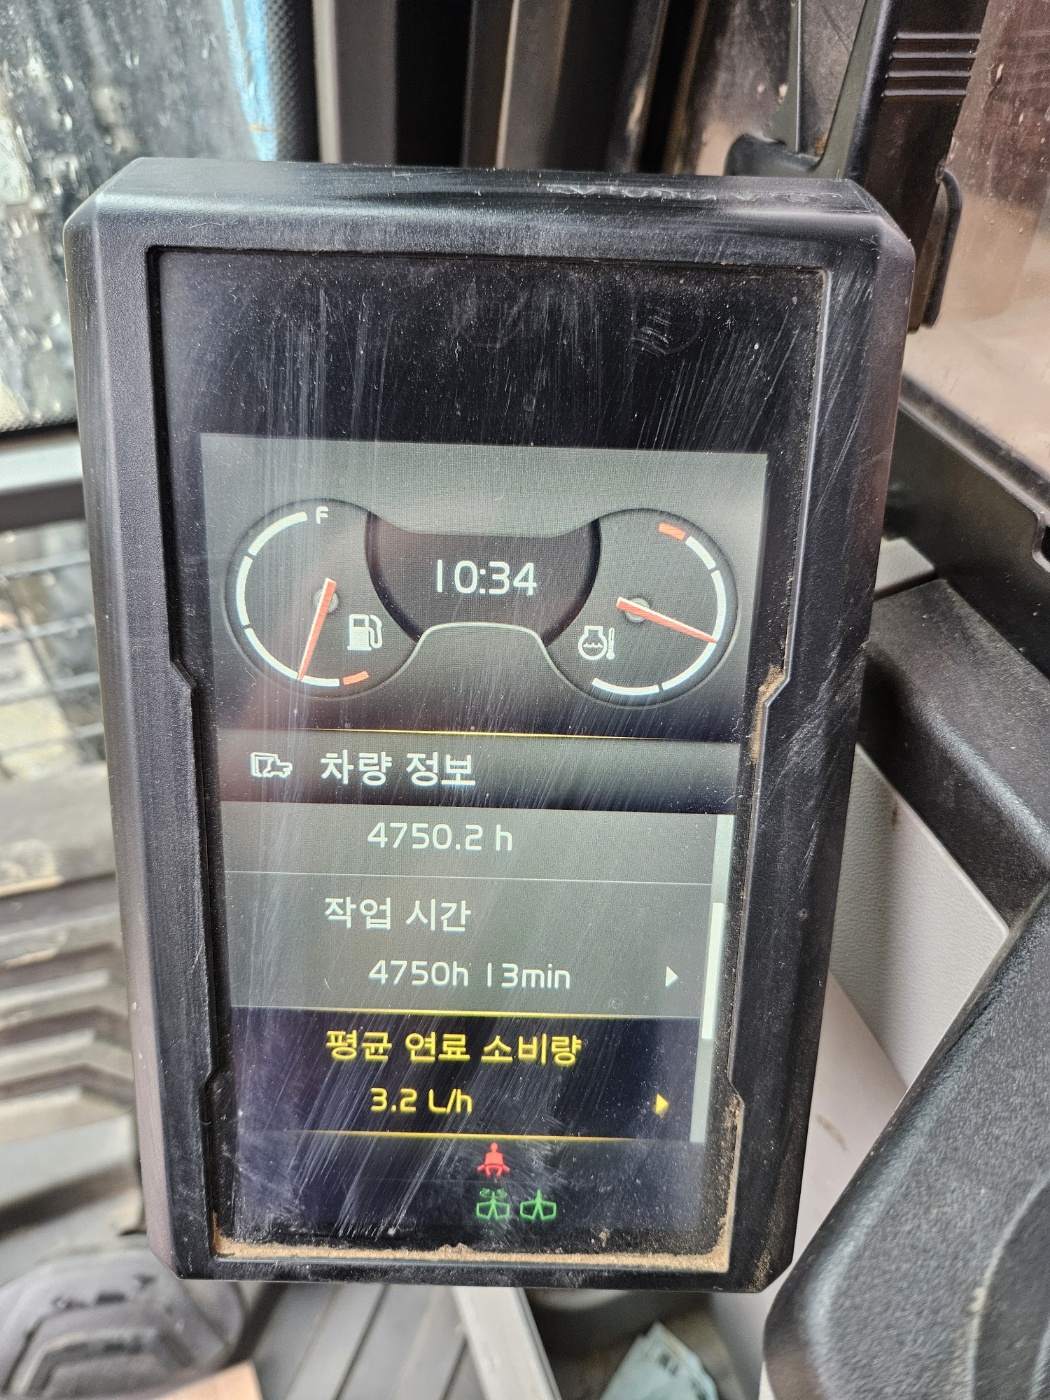 F
10:34
차량 정보
4750.2 h
작업 시간
4750h 13min
평균 연료 소비량
3.2 L/h